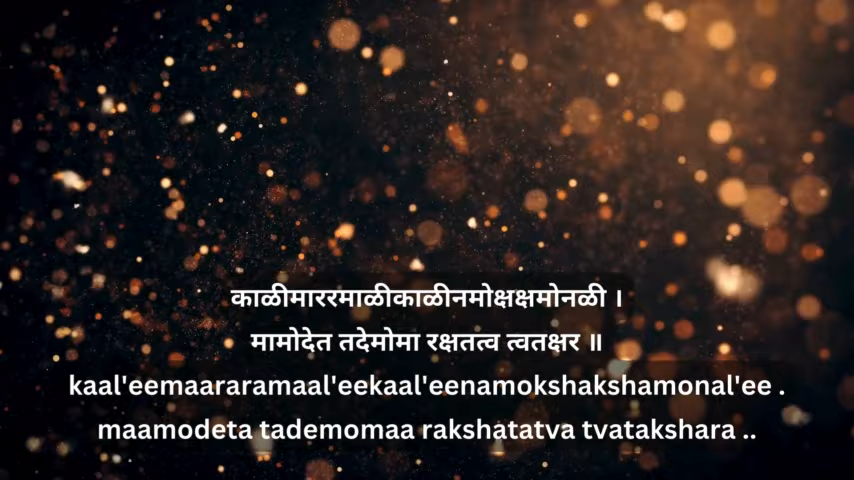 काळीमाररमाळीकाळीनमोक्षक्षमोनळी ।
मामोदेत तदेमोमा रक्षतत्व त्वतक्षर ॥
kaal'eemaararamaal'eekaal'eenamokshakshamonal'ee .
maamodeta tademomaa rakshatatva tvatakshara ..